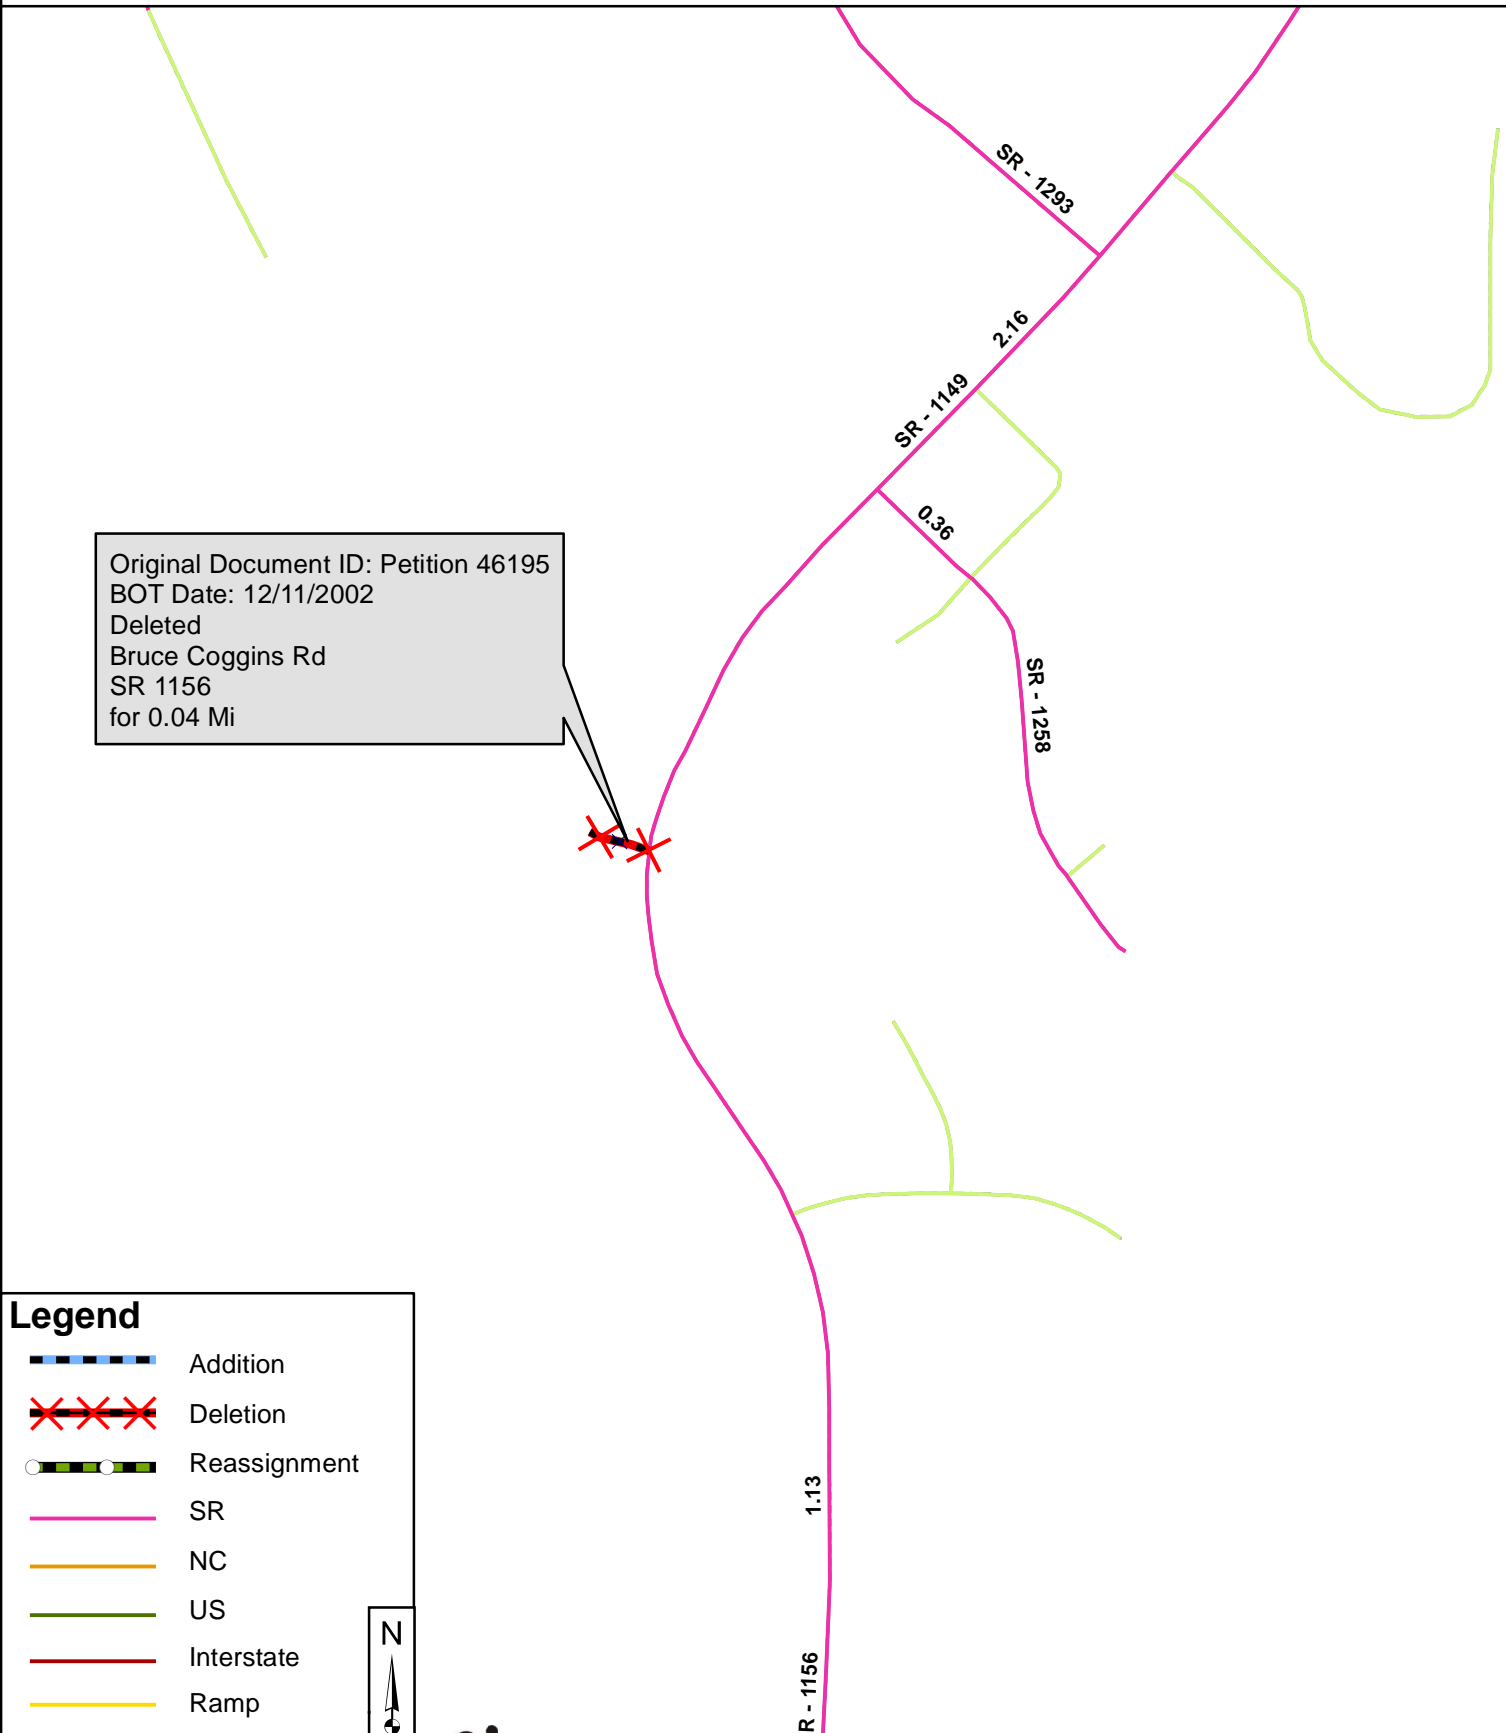 SR - 1293
2.16
SR - 1149
0.36
Original Document ID: Petition 46195
BOT Date: 12/11/2002
Deleted
Bruce Coggins Rd
SR 1156
for 0.04 Mi
SR - 1258
Legend
Addition
Deletion
Reassignment
SR
NC
US
Interstate
Ramp
N
1.13
R - 1156